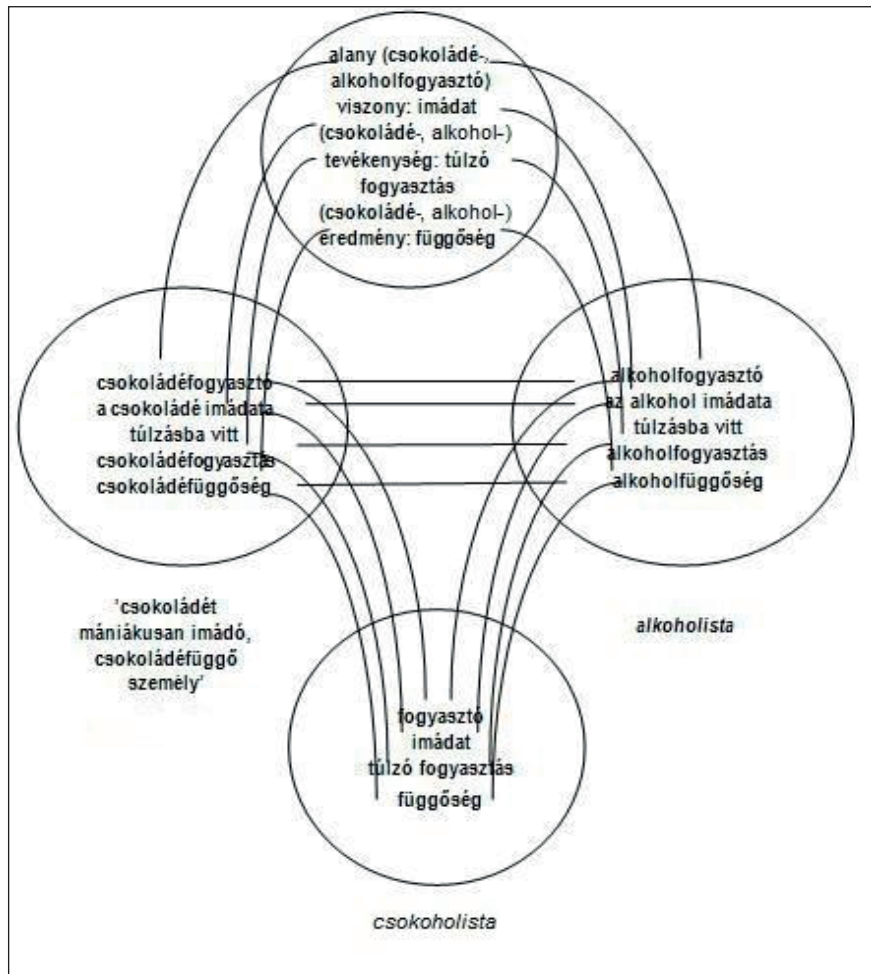 alany (csokoládé-,
alkoholfogyasztó)
viszony: imádat
(csokoládé-, alkohol-)
tevékenység: túlzó
fogyasztás
(csokoládé-, alkohol-)
eredmény: függőség
csokoládéfogyasztó
a csokoládé imádata
túlzásba vitt
csokoládéfogyasztás
csokoládéfüggőség
alkoholfogyasztó
az alkohol imádata
túlzásba vitt
alkoholfogyasztás
alkoholfüggőség
'csokoládét
mániákusan imádó,
csokoládéfüggő
személy'
alkoholista
fogyasztó
imádat
túlzó fogyasztás
függőség
csokoholista